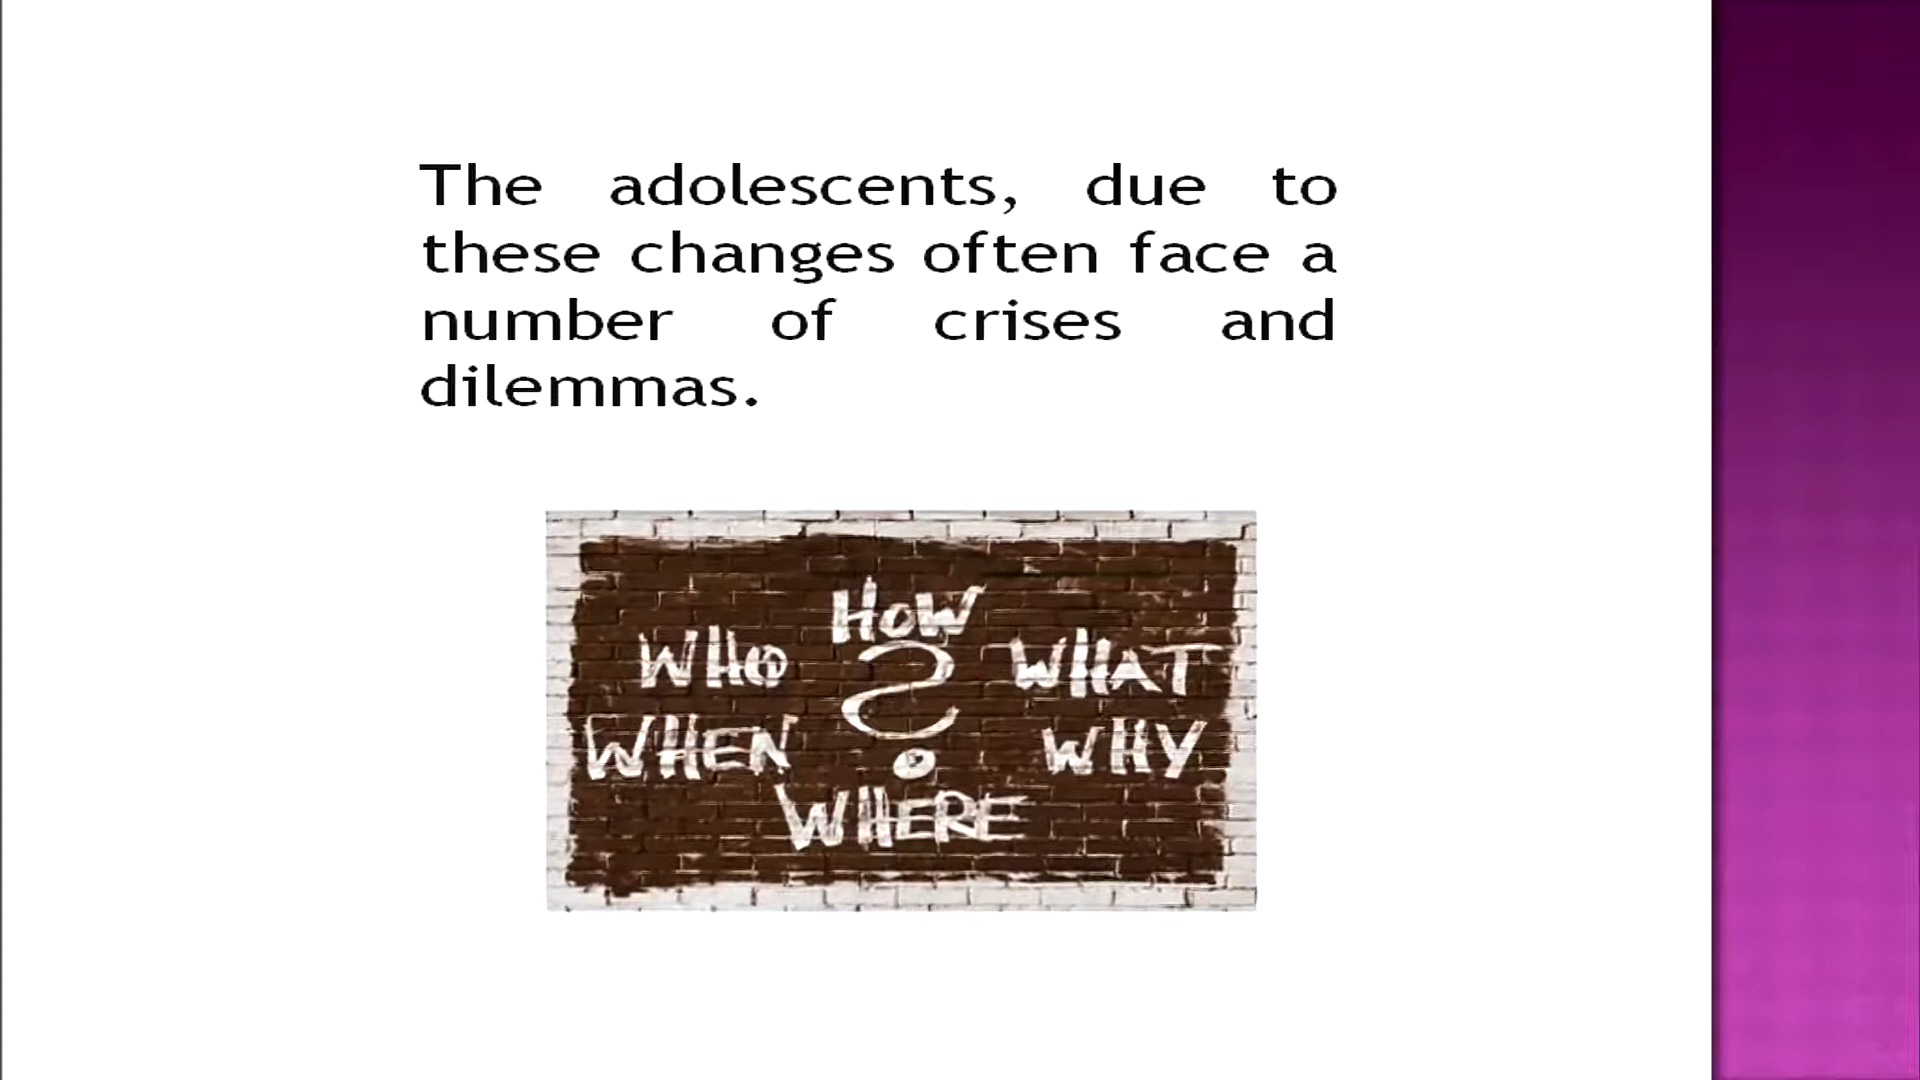 The adolescents, due to
these changes often face a
number of crises and
dilemmas.
HOW
WHO ? WHAT
WHEN WHY
WHERE